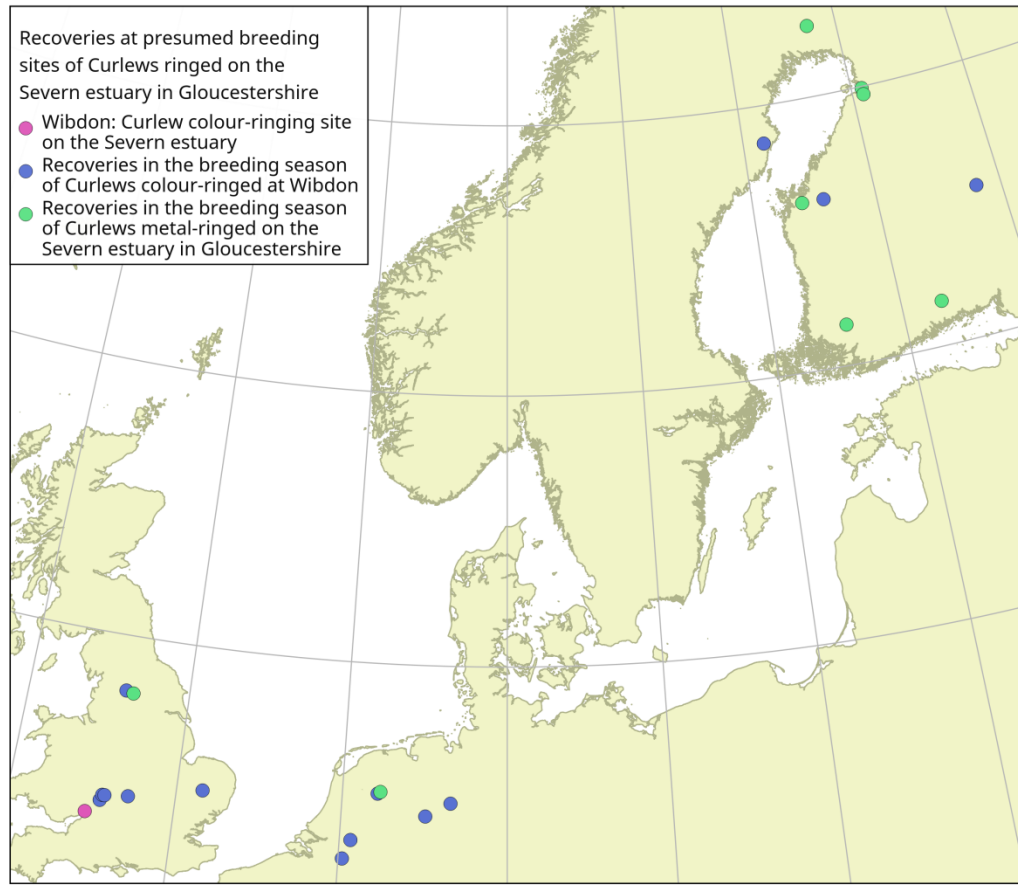 Recoveries at presumed breeding
sites of Curlews ringed on the
Severn estuary in Gloucestershire
Wibdon: Curlew colour-ringing site
on the Severn estuary
Recoveries in the breeding season
of Curlews colour-ringed at Wibdon
Recoveries in the breeding season
of Curlews metal-ringed on the
Severn estuary in Gloucestershire